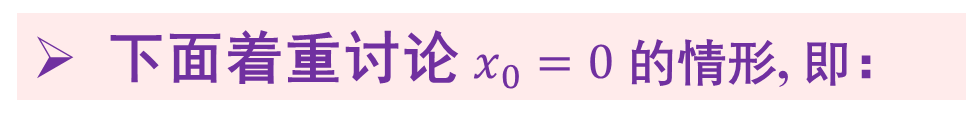 ➢ 下面着重讨论 x₀ = 0 的情形, 即：